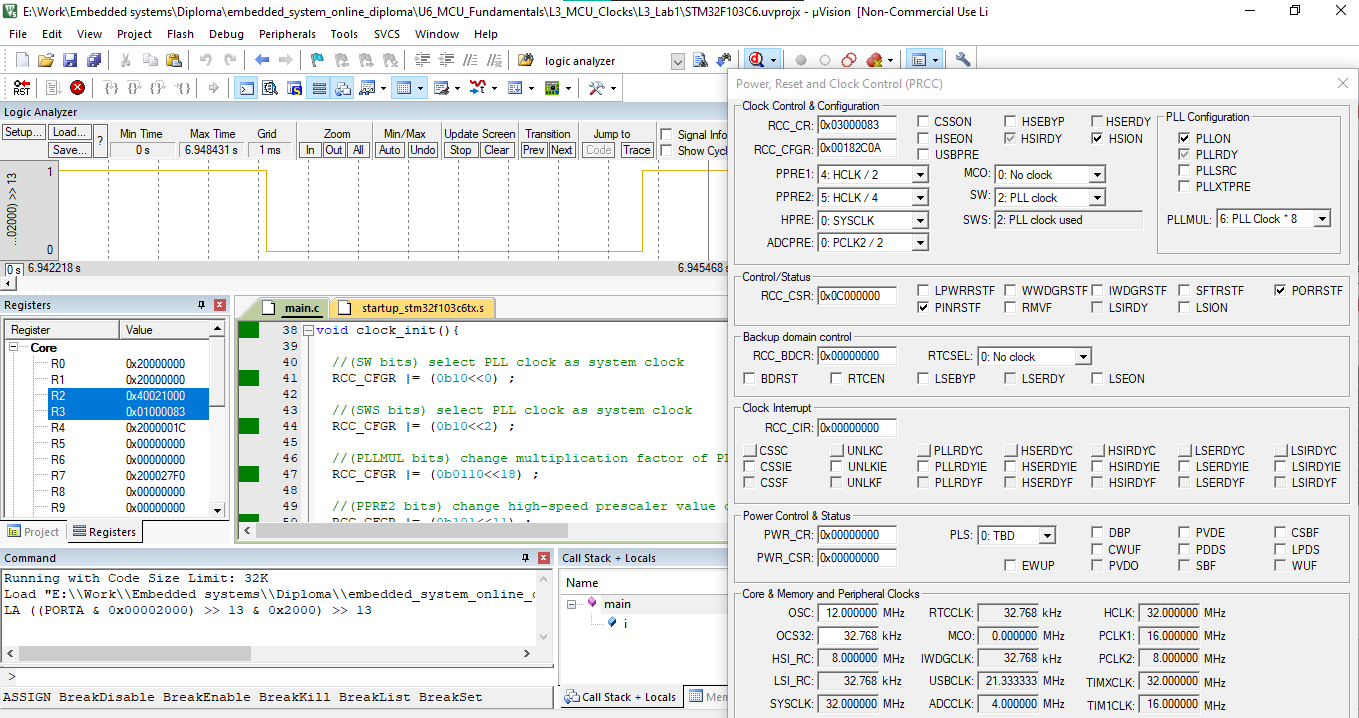 E:\Work\Embedded systems\Diploma\embedded_system_online_diploma\U6_MCU_Fundamentals\L3_MCU_Clocks\L3_Lab1\STM32F103C6.uvprojx - µVision [Non-Commercial Use Li
File Edit View Project Flash Debug Peripherals Tools SVCS Window Help
logic analyzer
RST
Logic Analyzer
Setup... Load... Save... ? Min Time 0 s Max Time 6.948431 s Grid 1 ms Zoom In Out All Min/Max Auto Undo Update Screen Stop Clear Transition Prev Next Jump to Code Trace Signal Info Show Cycl
1
...02000) >> 13
0
0 s 6.942218 s 6.945468 s
Registers
Register Value
Core
R0 0x20000000
R1 0x20000000
R2 0x40021000
R3 0x01000083
R4 0x2000001C
R5 0x00000000
R6 0x00000000
R7 0x200027F0
R8 0x00000000
R9 0x00000000
Project Registers
main.c startup_stm32f103c6tx.s
38 void clock_init(){
39
40 //(SW bits) select PLL clock as system clock
41 RCC_CFGR |= (0b10<<0) ;
42
43 //(SWS bits) select PLL clock as system clock
44 RCC_CFGR |= (0b10<<2) ;
45
46 //(PLLMUL bits) change multiplication factor of PL
47 RCC_CFGR |= (0b0110<<18) ;
48
49 //(PPRE2 bits) change high-speed prescaler value
50 RCC_CFGR |= (0b101<<11) ;
Command
Running with Code Size Limit: 32K
Load "E:\\Work\\Embedded systems\\Diploma\\embedded_system_online_
LA ((PORTA & 0x00002000) >> 13 & 0x2000) >> 13
>
ASSIGN BreakDisable BreakEnable BreakKill BreakList BreakSet
Call Stack + Locals
Name
main
i
Call Stack + Locals Mem
Power, Reset and Clock Control (PRCC)
Clock Control & Configuration
RCC_CR: 0x03000083 CSSON HSEBYP HSERDY
HSEON HSIRDY HSION
RCC_CFGR: 0x00182C0A USBPRE
PPRE1: 4: HCLK / 2 MCO: 0: No clock
PPRE2: 5: HCLK / 4 SW: 2: PLL clock
HPRE: 0: SYSCLK SWS: 2: PLL clock used
ADCPRE: 0: PCLK2 / 2
PLL Configuration
PLLON
PLLRDY
PLLSRC
PLLXTPRE
PLLMUL: 6: PLL Clock * 8
Control/Status
RCC_CSR: 0x0C000000 LPWRRSTF WWDGRSTF IWDGRSTF SFTRSTF PORRSTF
PINRSTF RMVF LSIRDY LSION
Backup domain control
RCC_BDCR: 0x00000000 RTCSEL: 0: No clock
BDRST RTCEN LSEBYP LSERDY LSEON
Clock Interrupt
RCC_CIR: 0x00000000
CSSC UNLKC PLLRDYC HSERDYC HSIRDYC LSERDYC LSIRDYC
CSSIE UNLKIE PLLRDYIE HSERDYIE HSIRDYIE LSERDYIE LSIRDYIE
CSSF UNLKF PLLRDYF HSERDYF HSIRDYF LSERDYF LSIRDYF
Power Control & Status
PWR_CR: 0x00000000 PLS: 0: TBD DBP PVDE CSBF
PWR_CSR: 0x00000000 CWUF PDDS LPDS
EWUP PVDO SBF WUF
Core & Memory and Peripheral Clocks
OSC: 12.000000 MHz RTCCLK: 32.768 kHz HCLK: 32.000000 MHz
OCS32: 32.768 kHz MCO: 0.000000 MHz PCLK1: 16.000000 MHz
HSI_RC: 8.000000 MHz IWDGCLK: 32.768 kHz PCLK2: 8.000000 MHz
LSI_RC: 32.768 kHz USBCLK: 21.333333 MHz TIMXCLK: 32.000000 MHz
SYSCLK: 32.000000 MHz ADCCLK: 4.000000 MHz TIM1CLK: 16.000000 MHz